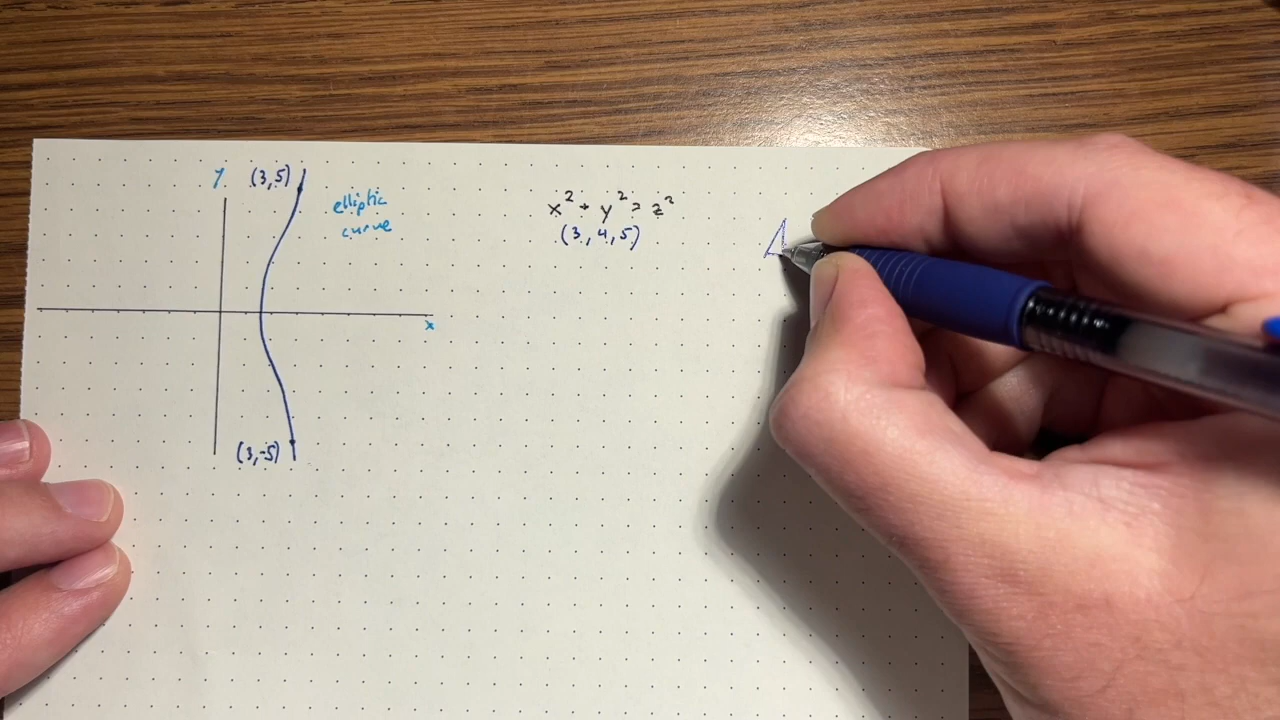 y
(3,5)
elliptic
curve
x
(3,-5)
x² + y² = z²
(3, 4, 5)